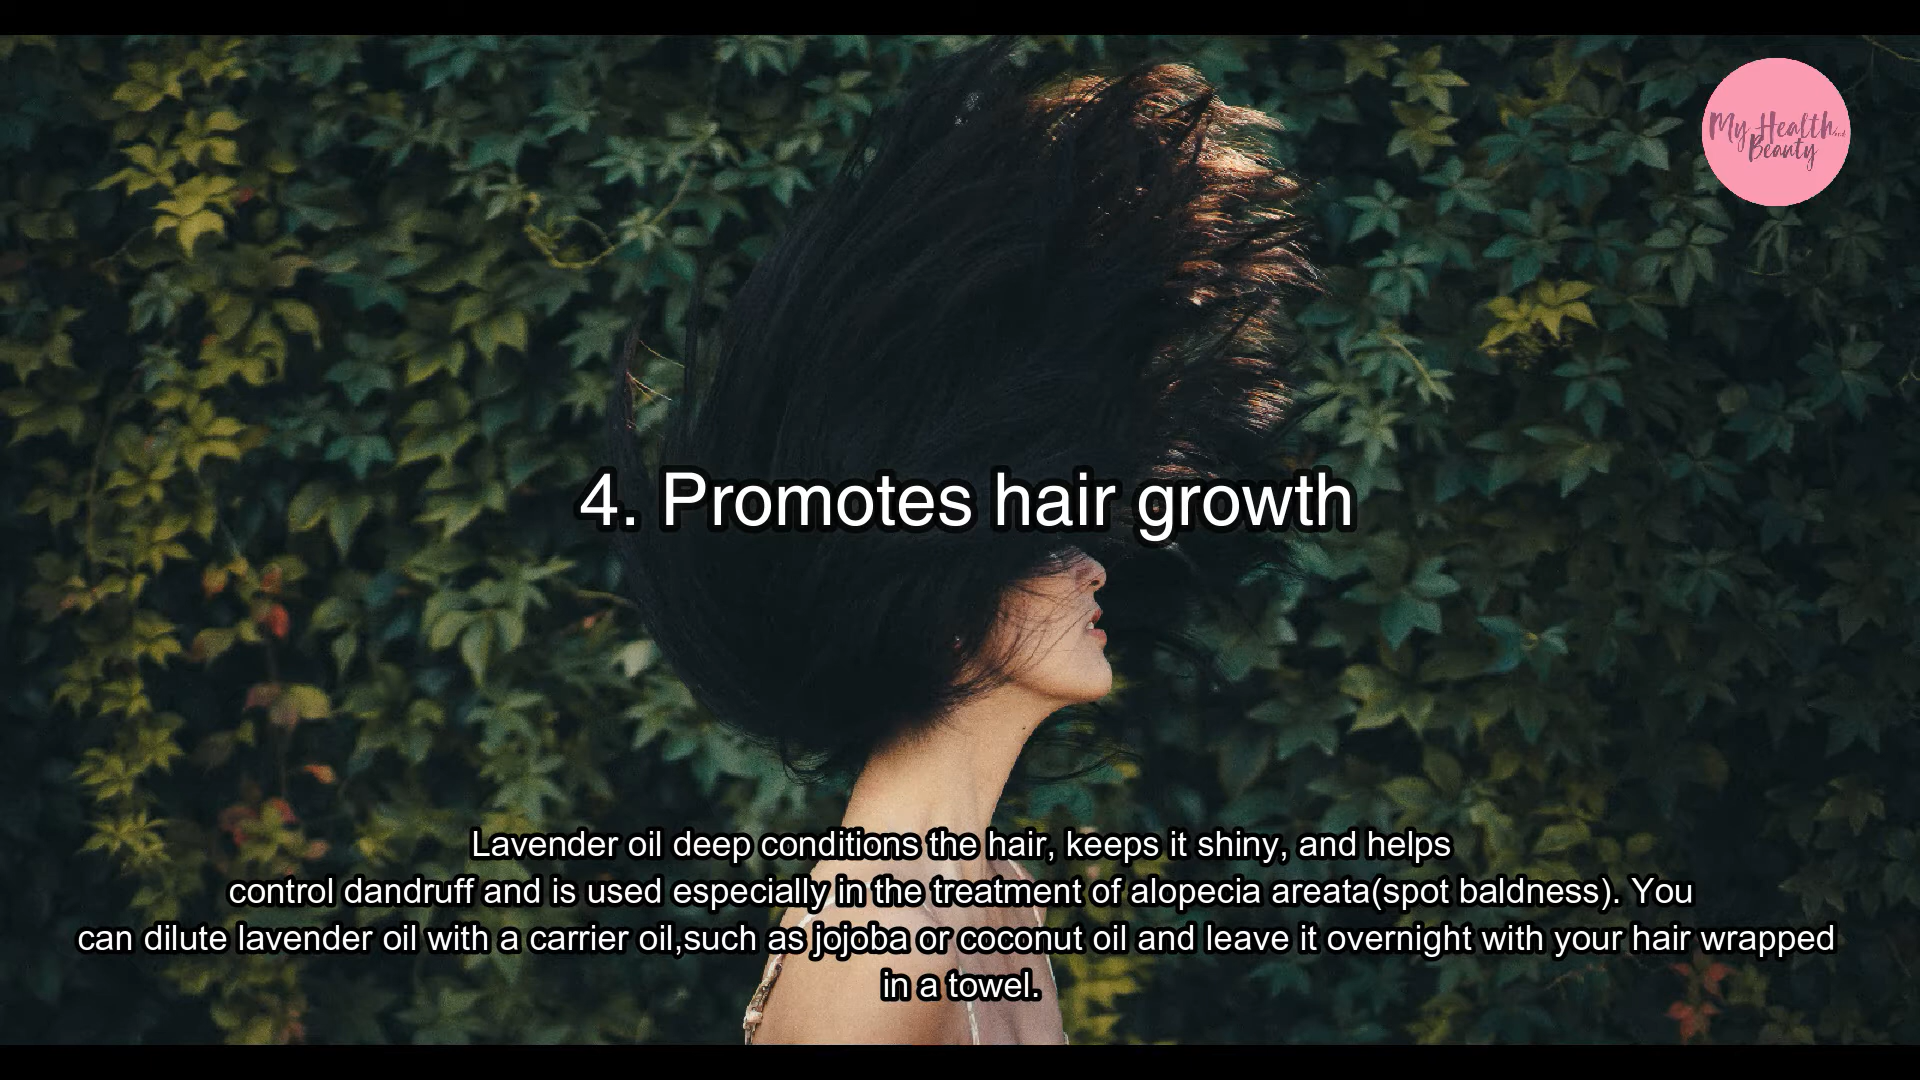 My Health
Beauty
4. Promotes hair growth
Lavender oil deep conditions the hair, keeps it shiny, and helps
control dandruff and is used especially in the treatment of alopecia areata(spot baldness). You
can dilute lavender oil with a carrier oil,such as jojoba or coconut oil and leave it overnight with your hair wrapped
in a towel.